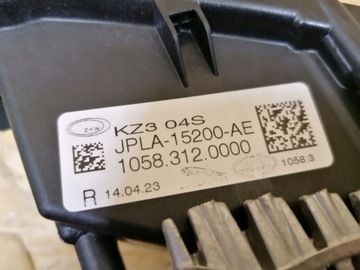 KZ3 04S
JPLA-15200-AE
1058.312.0000
1058.3
R 14.04.23